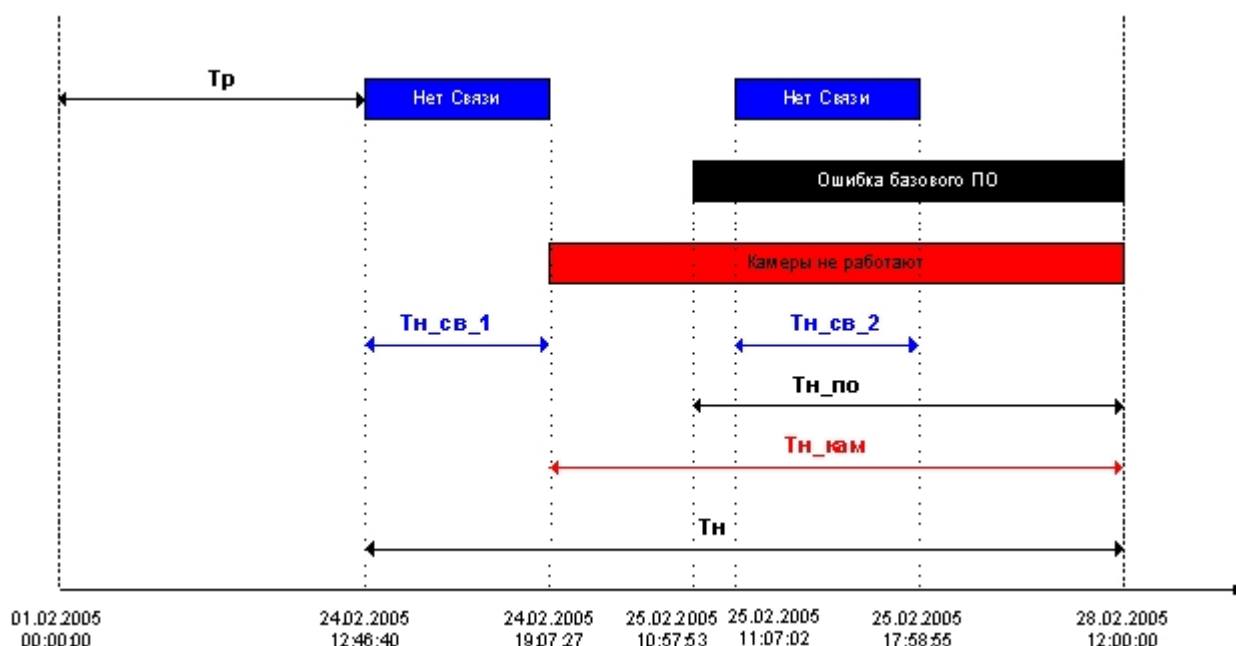 Тр
Нет Связи
Нет Связи
Ошибка базового ПО
Камеры не работают
Тн_св_1
Тн_св_2
Тн_по
Тн_кам
Тн
01.02.2005
00:00:00
24.02.2005
12:46:40
24.02.2005
19:07:27
25.02.2005
10:57:53
25.02.2005
11:07:02
25.02.2005
17:58:55
28.02.2005
12:00:00